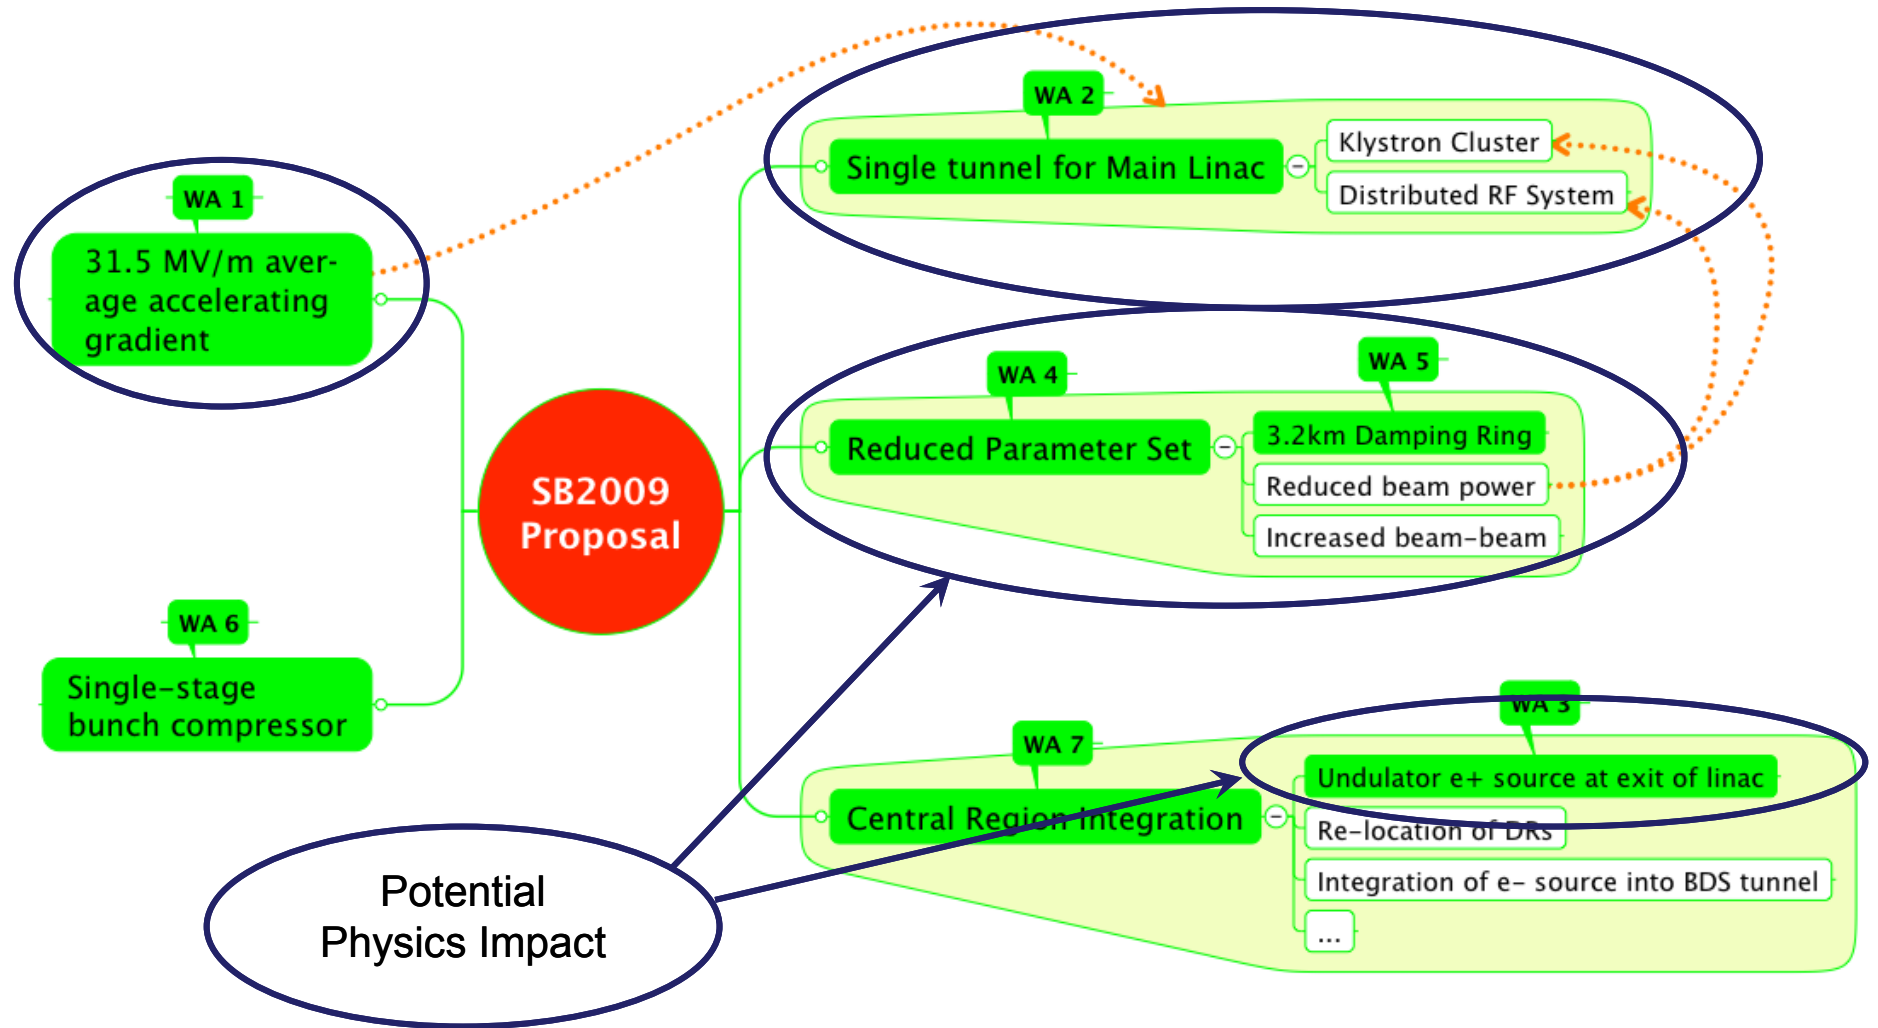 WA 1
31.5 MV/m aver-
age accelerating
gradient
WA 6
Single-stage
bunch compressor
SB2009
Proposal
WA 2
Single tunnel for Main Linac
Klystron Cluster
Distributed RF System
WA 4
Reduced Parameter Set
WA 5
3.2km Damping Ring
Reduced beam power
Increased beam-beam
WA 7
Central Region Integration
WA 3
Undulator e+ source at exit of linac
Re-location of DRs
Integration of e- source into BDS tunnel
...
Potential
Physics Impact